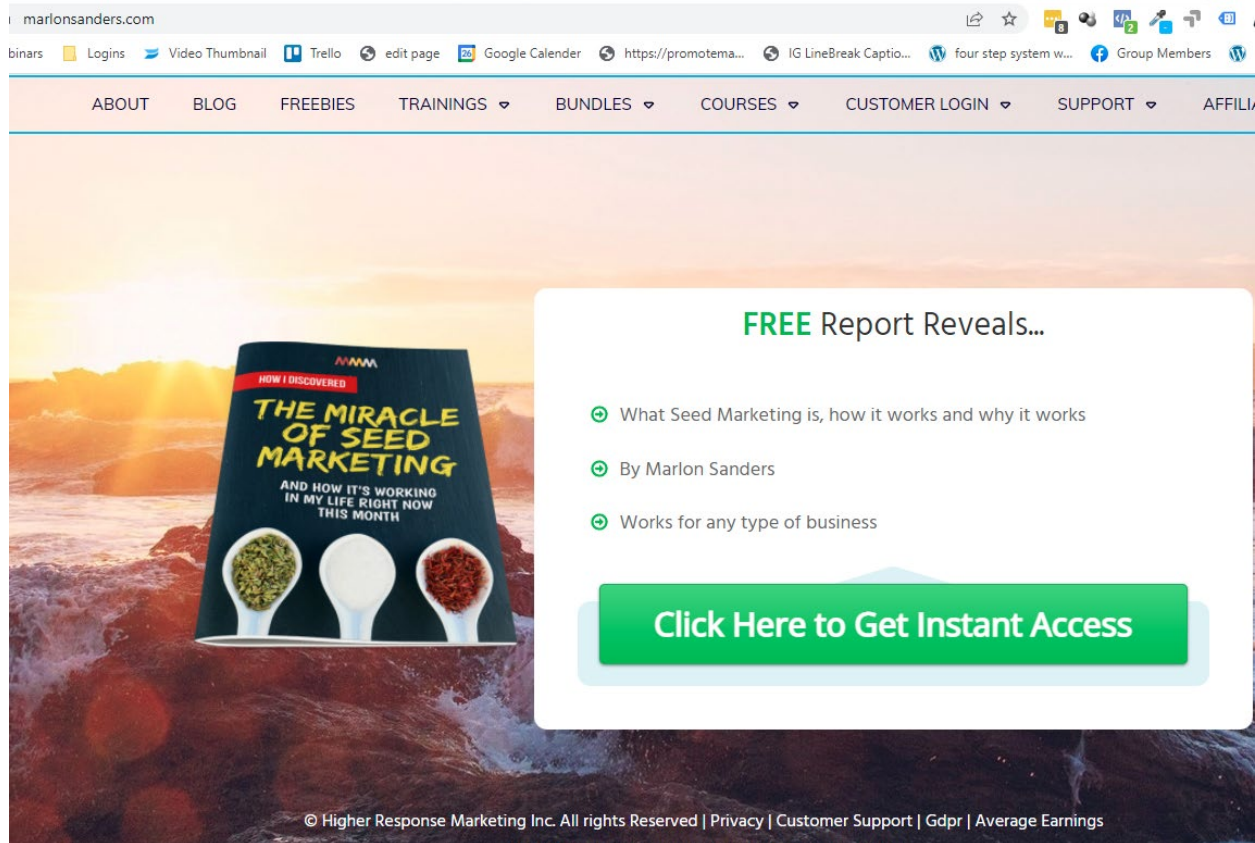 marlonsanders.com
8
2
binars Logins Video Thumbnail Trello edit page 26 Google Calender https://promotema... IG LineBreak Captio... four step system w... Group Members
ABOUT BLOG FREEBIES TRAININGS BUNDLES COURSES CUSTOMER LOGIN SUPPORT AFFILIA
FREE Report Reveals...
HOW I DISCOVERED
THE MIRACLE
OF SEED
MARKETING
AND HOW IT'S WORKING
IN MY LIFE RIGHT NOW
THIS MONTH
What Seed Marketing is, how it works and why it works
By Marlon Sanders
Works for any type of business
Click Here to Get Instant Access
© Higher Response Marketing Inc. All rights Reserved | Privacy | Customer Support | Gdpr | Average Earnings